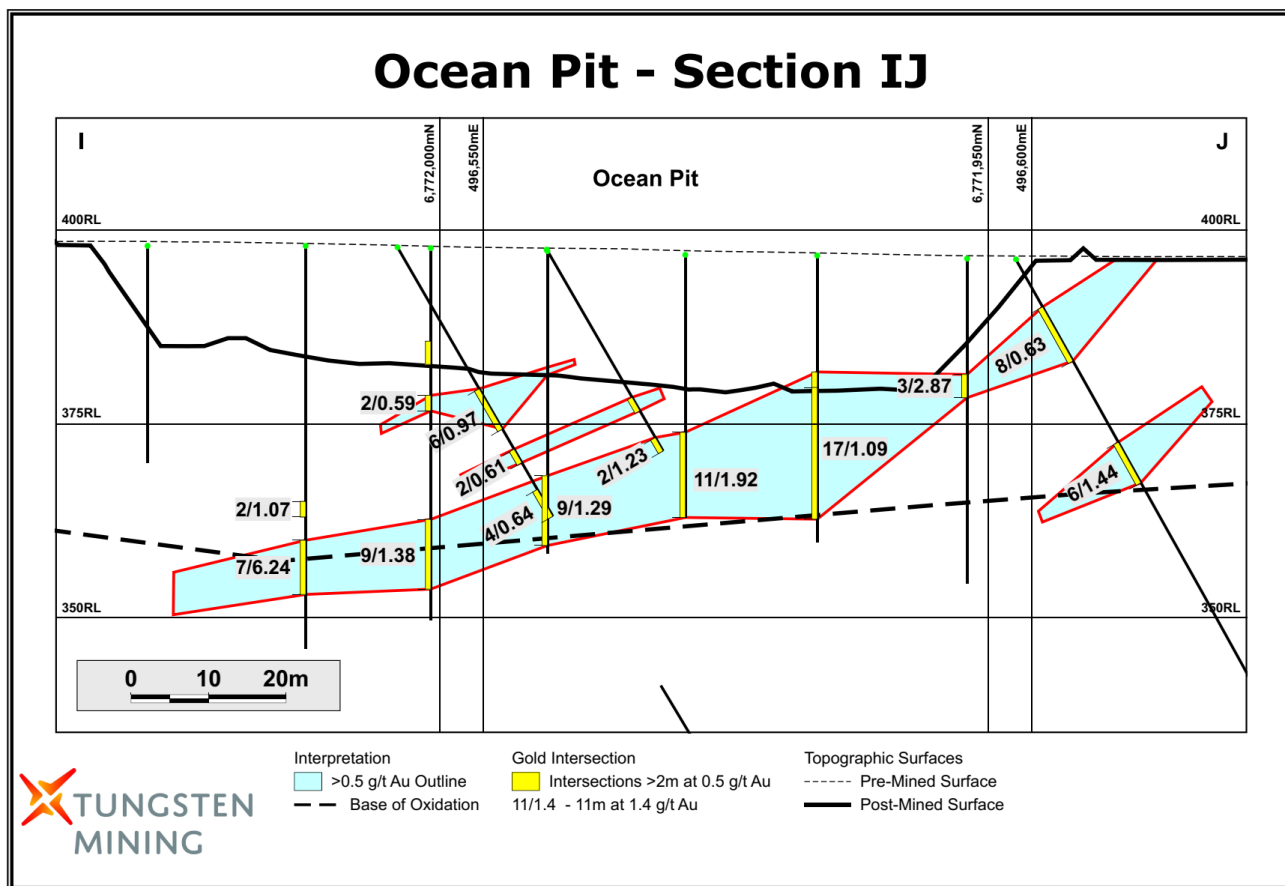 Ocean Pit - Section IJ
I
6,772,000mN
496,550mE
6,771,950mN
496,600mE
J
Ocean Pit
400RL
400RL
375RL
375RL
350RL
350RL
2/0.59
6/0.97
2/0.61
2/1.07
7/6.24
9/1.38
4/0.64
9/1.29
2/1.23
11/1.92
17/1.09
3/2.87
8/0.63
6/1.44
0 10 20m
Interpretation
>0.5 g/t Au Outline
Base of Oxidation
Gold Intersection
Intersections >2m at 0.5 g/t Au
11/1.4 - 11m at 1.4 g/t Au
Topographic Surfaces
Pre-Mined Surface
Post-Mined Surface
TUNGSTEN
MINING